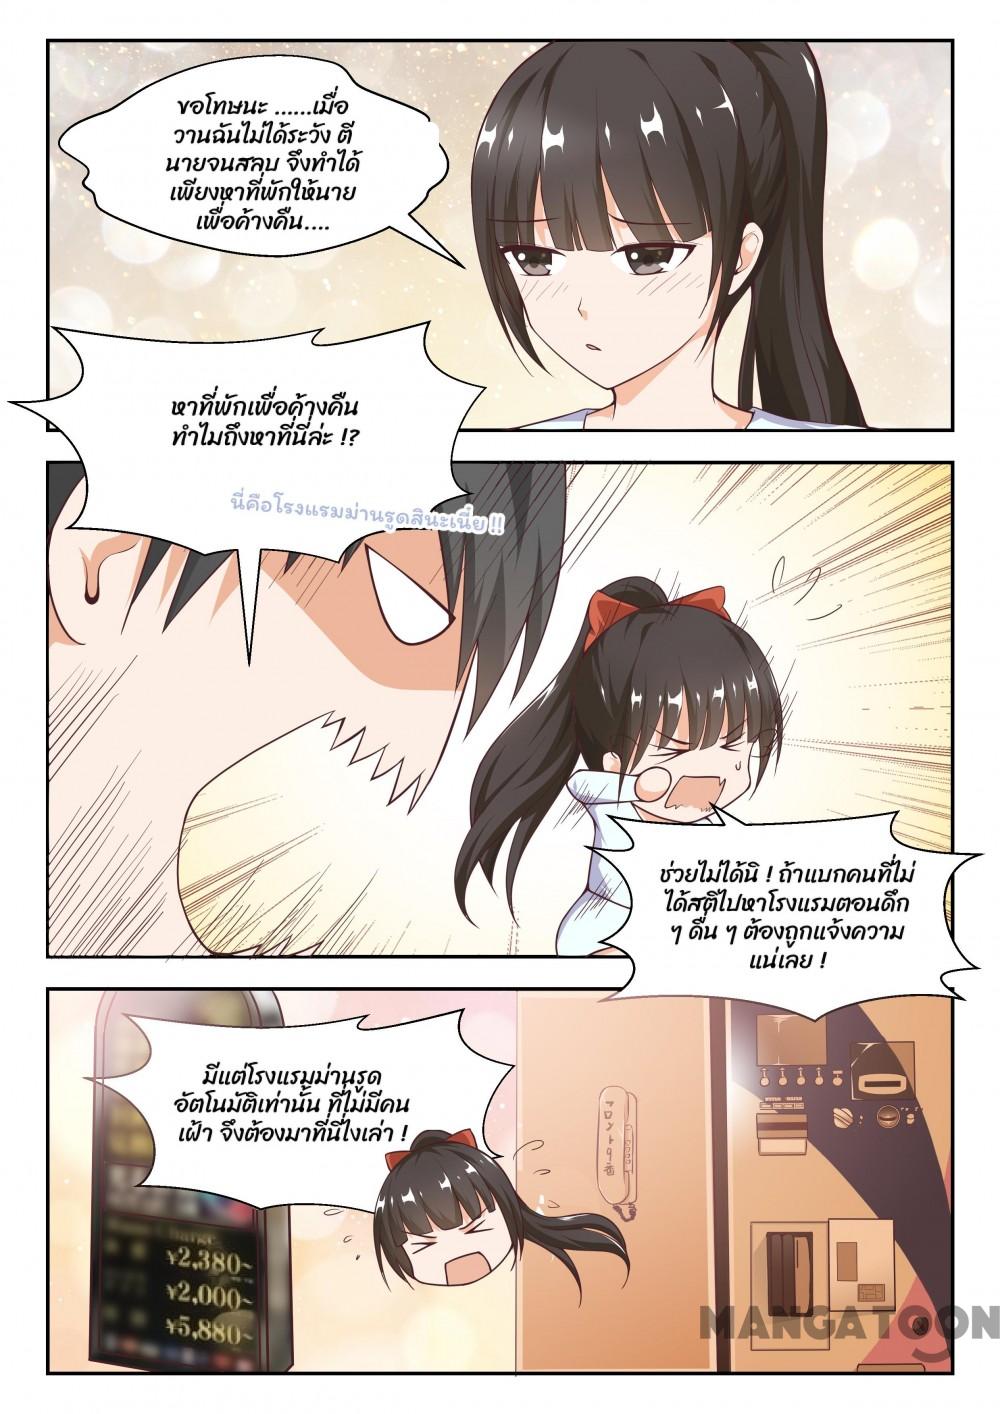 ขอโทษนะ ......เมื่อ
วานฉันไม่ได้ระวัง ตี
นายจนสลบ จึงทำได้
เพียงหาที่พักให้นาย
เพื่อค้างคืน....
หาที่พักเพื่อค้างคืน
ทำไมถึงหาที่นี่ล่ะ !?
นี่คือโรงแรมม่านรูดสินะเนี่ย !!
ช่วยไม่ได้นิ ! ถ้าแบกคนที่ไม่
ได้สติไปหาโรงแรมตอนดึก
ๆ ดื่น ๆ ต้องถูกแจ้งความ
แน่เลย !
มีแต่โรงแรมม่านรูด
อัตโนมัติเท่านั้น ที่ไม่มีคน
เฝ้า จึงต้องมาที่นี่ไงเล่า !
フロント9番
¥2,380~
¥2,000~
¥5,880~
MANGATOON